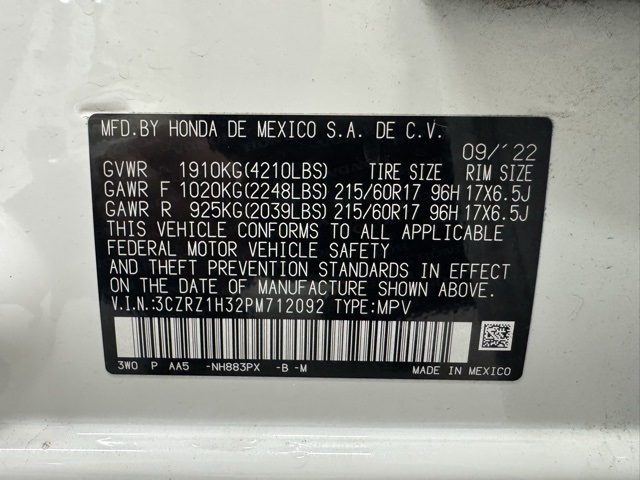 MFD.BY HONDA DE MEXICO S.A. DE C.V.
09/'22
GVWR 1910KG(4210LBS) TIRE SIZE RIM SIZE
GAWR F 1020KG(2248LBS) 215/60R17 96H 17X6.5J
GAWR R 925KG(2039LBS) 215/60R17 96H 17X6.5J
THIS VEHICLE CONFORMS TO ALL APPLICABLE
FEDERAL MOTOR VEHICLE SAFETY
AND THEFT PREVENTION STANDARDS IN EFFECT
ON THE DATE OF MANUFACTURE SHOWN ABOVE.
V.I.N.:3CZRZ1H32PM712092 TYPE:MPV
3W0 P AA5 -NH883PX -B -M
MADE IN MEXICO